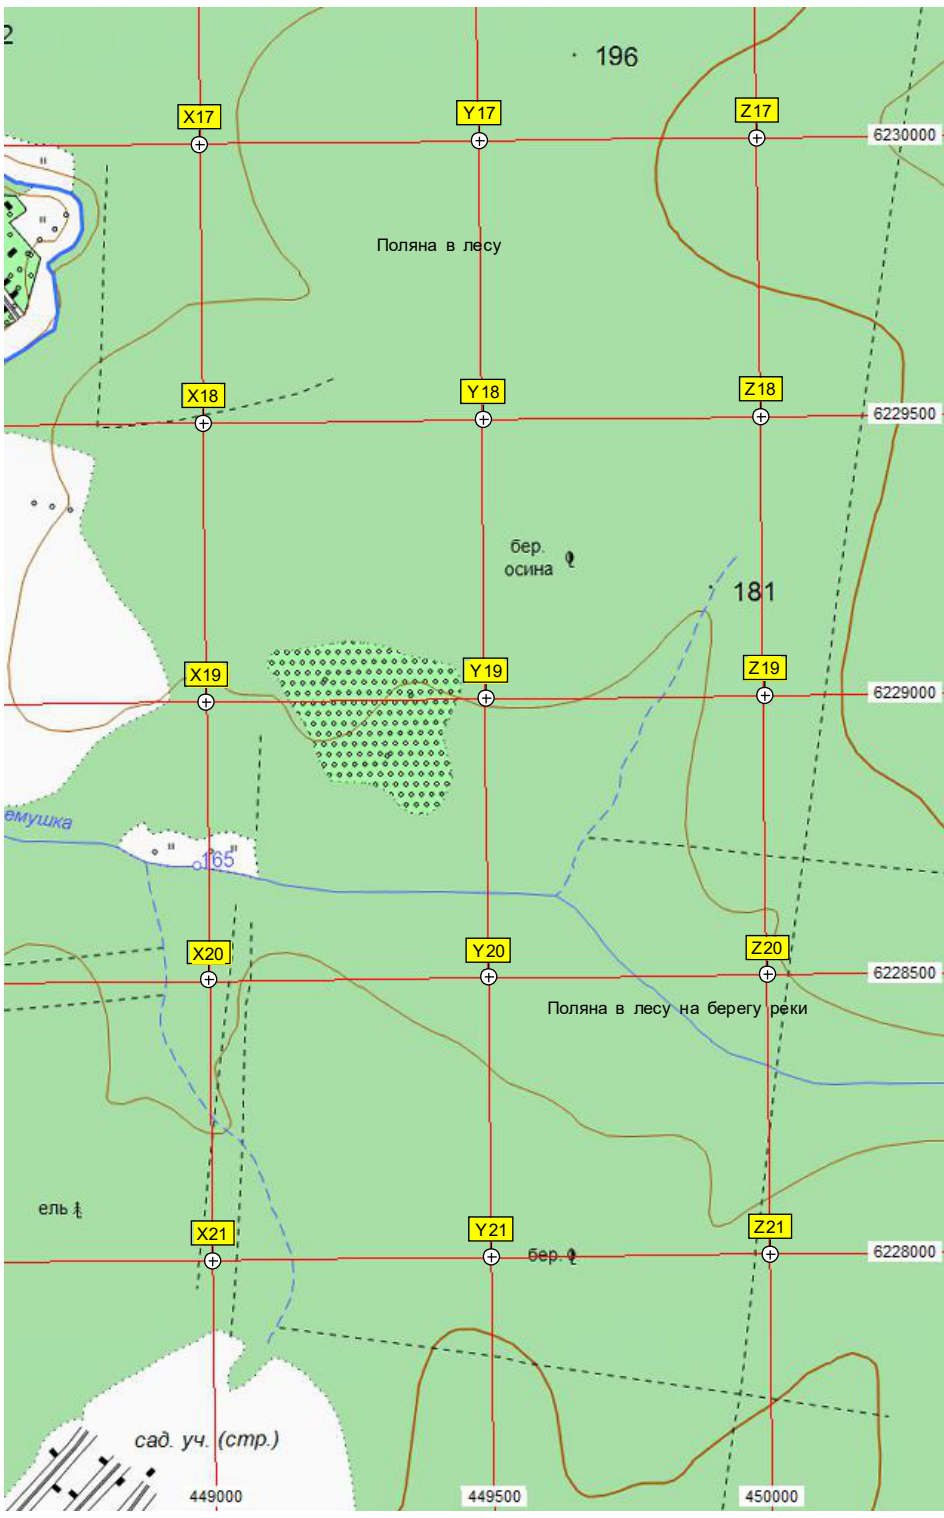 2
196
X17
Y17
Z17
6230000
Поляна в лесу
X18
Y18
Z18
6229500
бер.
осина
181
X19
Y19
Z19
6229000
емушка
165
X20
Y20
Z20
6228500
Поляна в лесу на берегу реки
ель
X21
Y21
Z21
6228000
бер.
сад. уч. (стр.)
449000
449500
450000